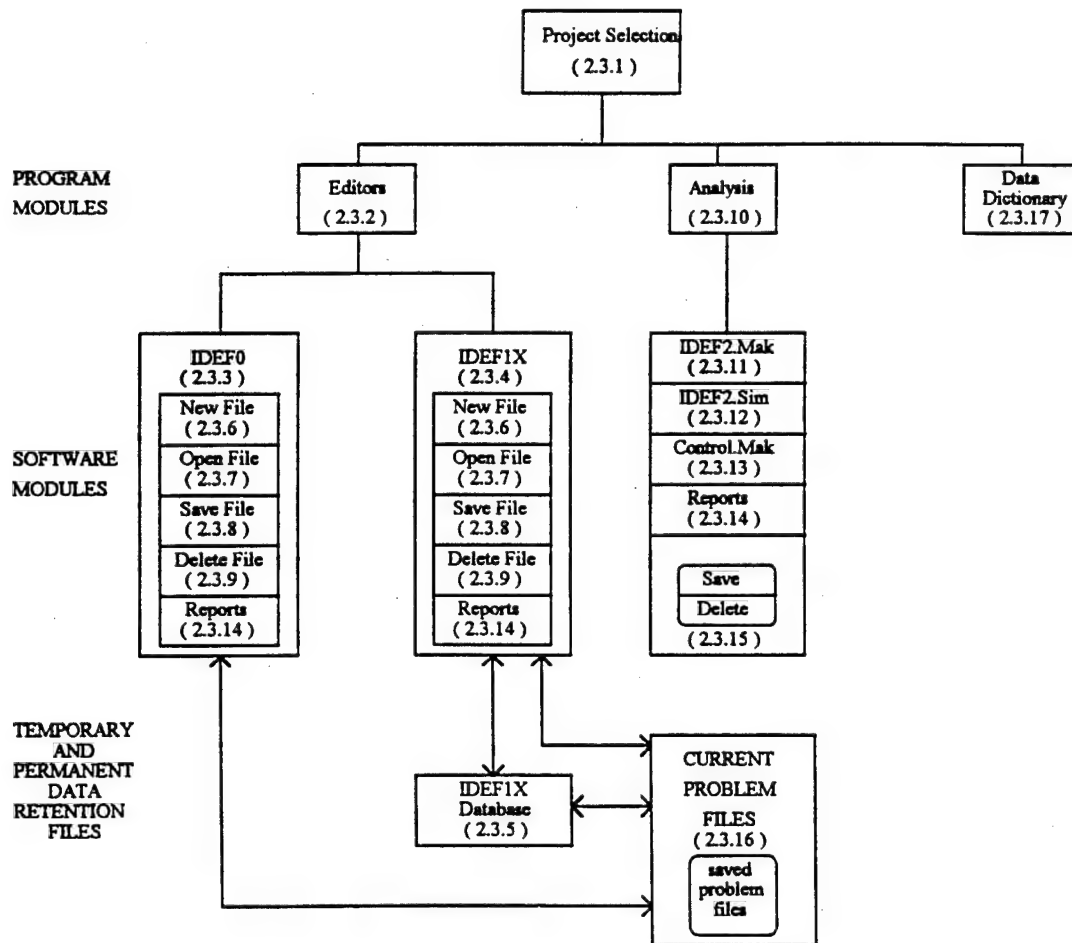 Project Selection
( 2.3.1 )
PROGRAM
MODULES
Editors
( 2.3.2 )
Analysis
( 2.3.10 )
Data
Dictionary
( 2.3.17 )
SOFTWARE
MODULES
IDEF0
( 2.3.3 )
New File
( 2.3.6 )
Open File
( 2.3.7 )
Save File
( 2.3.8 )
Delete File
( 2.3.9 )
Reports
( 2.3.14 )
IDEF1X
( 2.3.4 )
New File
( 2.3.6 )
Open File
( 2.3.7 )
Save File
( 2.3.8 )
Delete File
( 2.3.9 )
Reports
( 2.3.14 )
IDEF2.Mak
( 2.3.11 )
IDEF2.Sim
( 2.3.12 )
Control.Mak
( 2.3.13 )
Reports
( 2.3.14 )
Save
Delete
( 2.3.15 )
TEMPORARY
AND
PERMANENT
DATA
RETENTION
FILES
IDEF1X
Database
( 2.3.5 )
CURRENT
PROBLEM
FILES
( 2.3.16 )
saved
problem
files